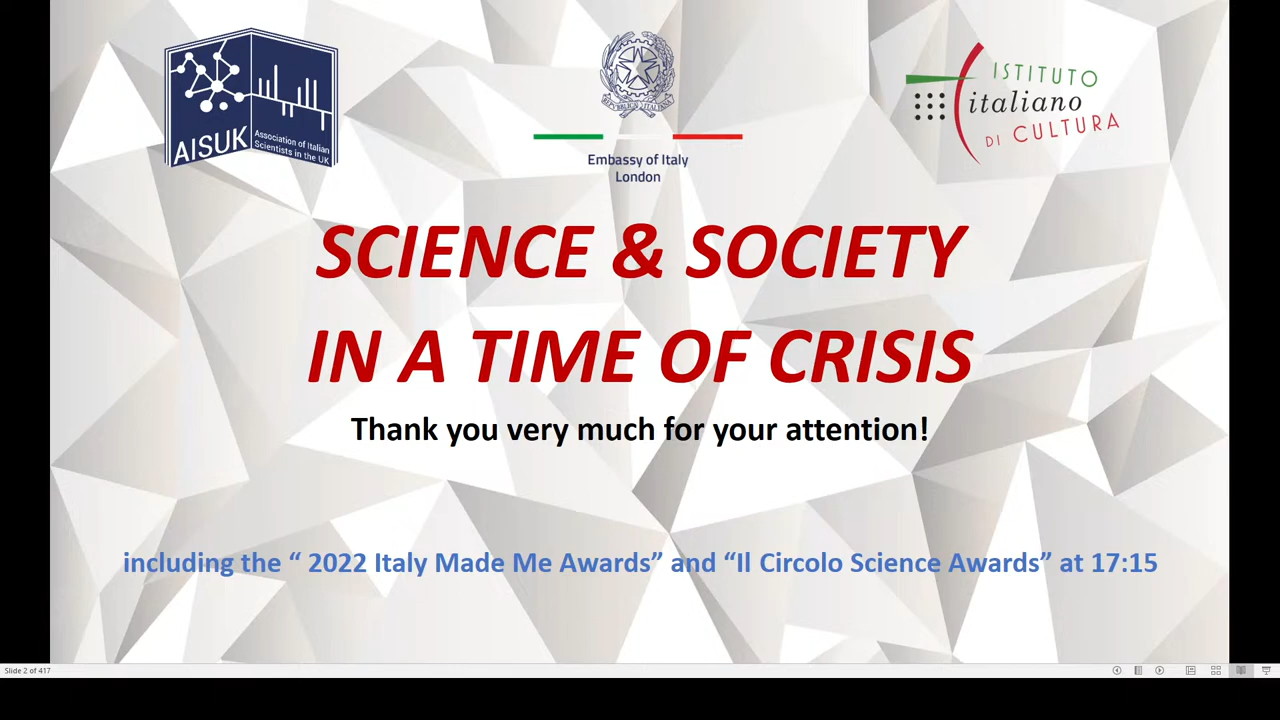 AISUK
Association of Italian
Scientists in the UK
REPVBBLICA ITALIANA
Embassy of Italy
London
ISTITUTO
italiano
DI CULTURA
SCIENCE & SOCIETY
IN A TIME OF CRISIS
Thank you very much for your attention!
including the “ 2022 Italy Made Me Awards” and “Il Circolo Science Awards” at 17:15
Slide 2 of 417